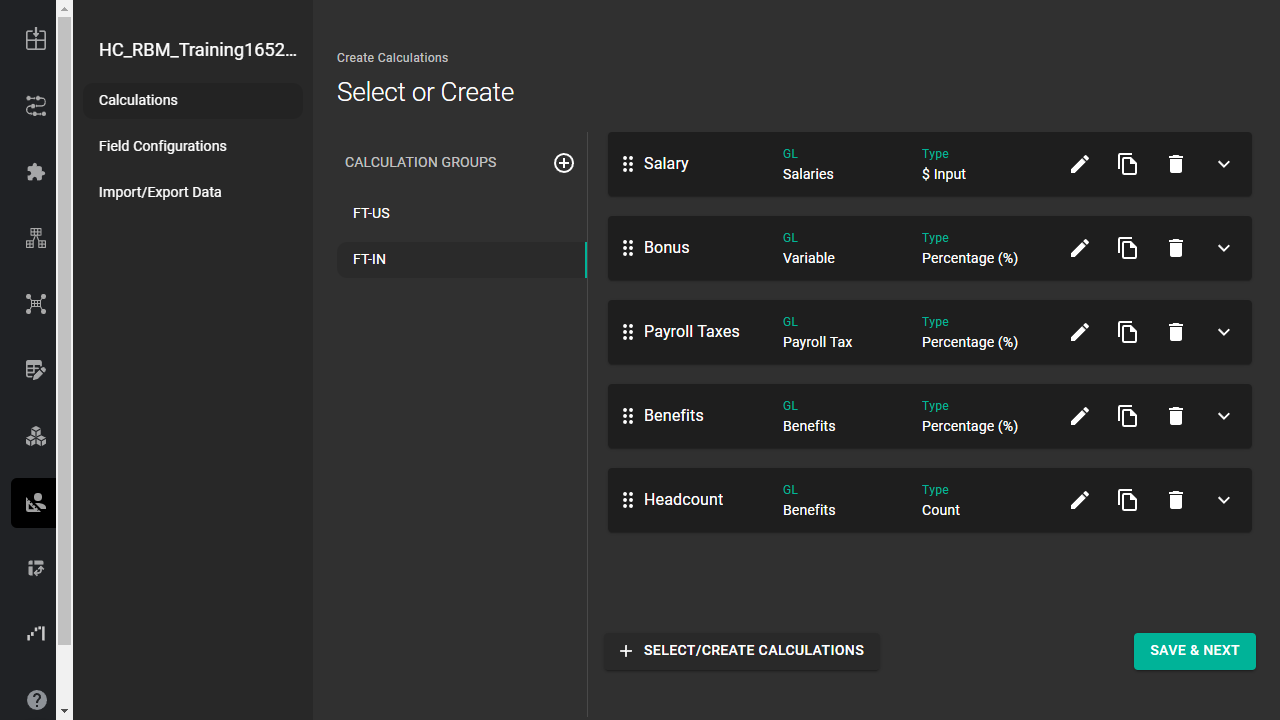 HC_RBM_Training1652...
Calculations
Field Configurations
Import/Export Data
Create Calculations
Select or Create
CALCULATION GROUPS
FT-US
FT-IN
Salary
GL
Salaries
Type
$ Input
Bonus
GL
Variable
Type
Percentage (%)
Payroll Taxes
GL
Payroll Tax
Type
Percentage (%)
Benefits
GL
Benefits
Type
Percentage (%)
Headcount
GL
Benefits
Type
Count
SELECT/CREATE CALCULATIONS
SAVE & NEXT